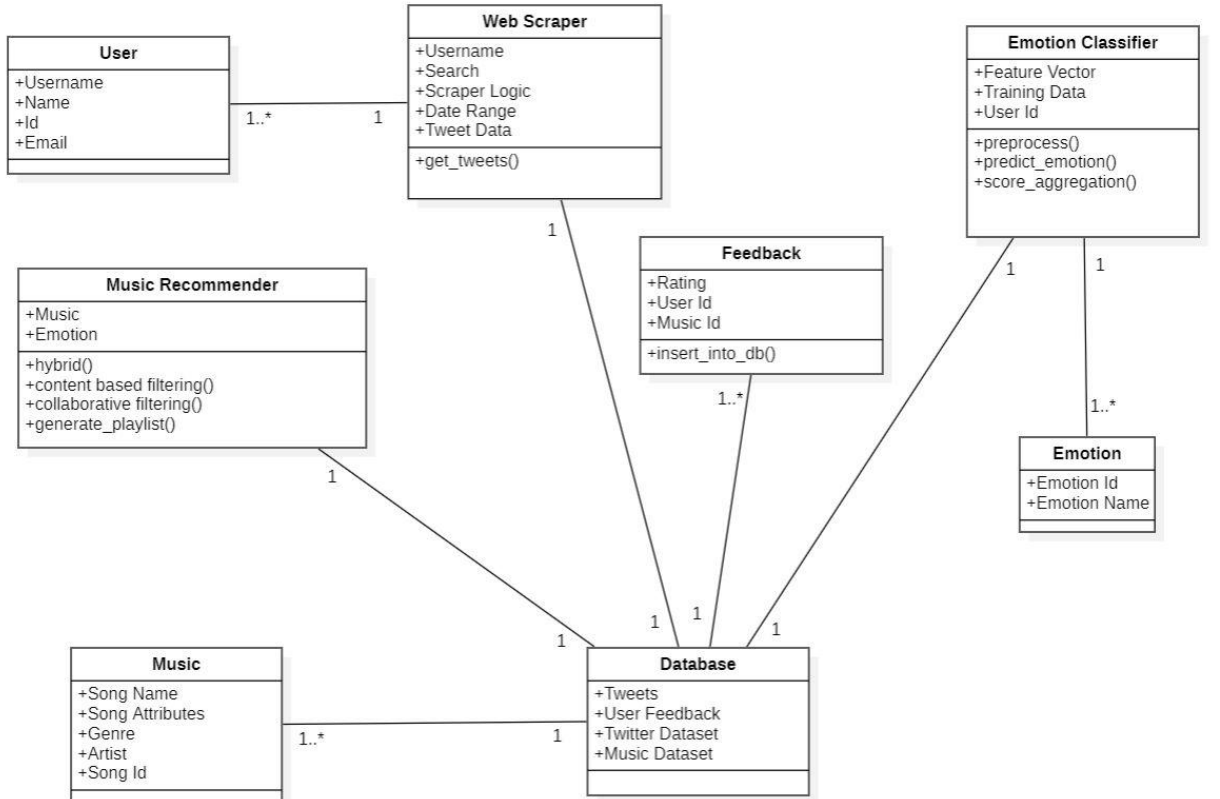 User
+Username
+Name
+Id
+Email
1..*
1
Web Scraper
+Username
+Search
+Scraper Logic
+Date Range
+Tweet Data
+get_tweets()
1
Emotion Classifier
+Feature Vector
+Training Data
+User Id
+preprocess()
+predict_emotion()
+score_aggregation()
1
1
Feedback
+Rating
+User Id
+Music Id
+insert_into_db()
1..*
Music Recommender
+Music
+Emotion
+hybrid()
+content based filtering()
+collaborative filtering()
+generate_playlist()
1
1..*
Emotion
+Emotion Id
+Emotion Name
1
1
1
1
Music
+Song Name
+Song Attributes
+Genre
+Artist
+Song Id
1..*
1
Database
+Tweets
+User Feedback
+Twitter Dataset
+Music Dataset